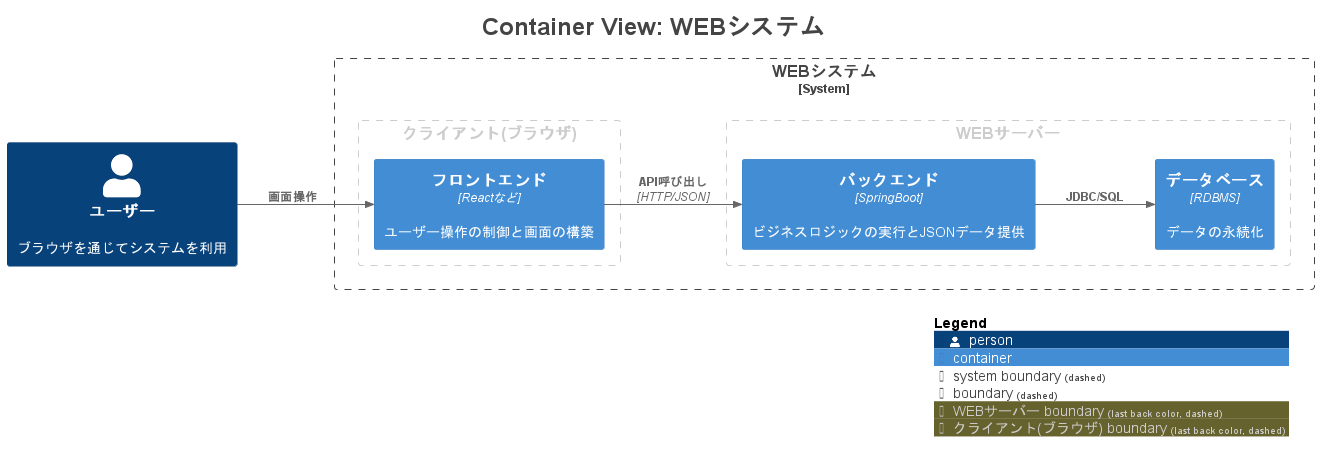 Container View: WEBシステム
WEBシステム
[System]
クライアント(ブラウザ)
WEBサーバー
ユーザー
ブラウザを通じてシステムを利用
画面操作
フロントエンド
[Reactなど]
ユーザー操作の制御と画面の構築
API呼び出し
[HTTP/JSON]
バックエンド
[SpringBoot]
ビジネスロジックの実行とJSONデータ提供
JDBC/SQL
データベース
[RDBMS]
データの永続化
Legend
person
container
system boundary (dashed)
boundary (dashed)
WEBサーバー boundary (last back color, dashed)
クライアント(ブラウザ) boundary (last back color, dashed)